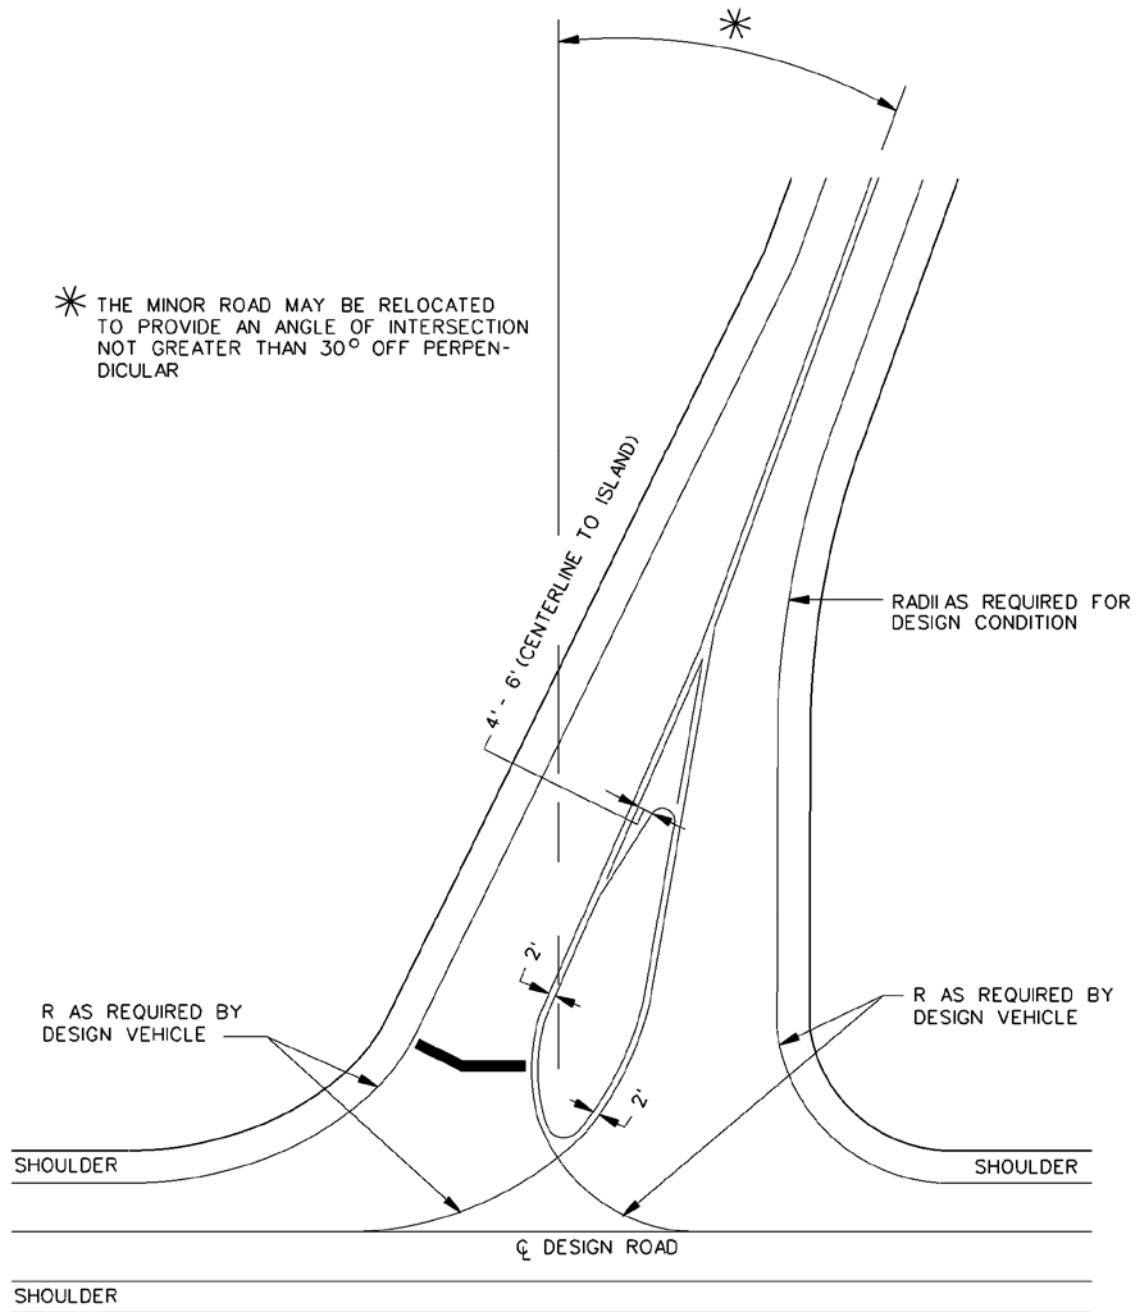 *
* THE MINOR ROAD MAY BE RELOCATED
TO PROVIDE AN ANGLE OF INTERSECTION
NOT GREATER THAN 30° OFF PERPEN-
DICULAR
4' - 6' (CENTERLINE TO ISLAND)
RADII AS REQUIRED FOR
DESIGN CONDITION
2'
R AS REQUIRED BY
DESIGN VEHICLE
R AS REQUIRED BY
DESIGN VEHICLE
2'
SHOULDER
SHOULDER
℄ DESIGN ROAD
SHOULDER